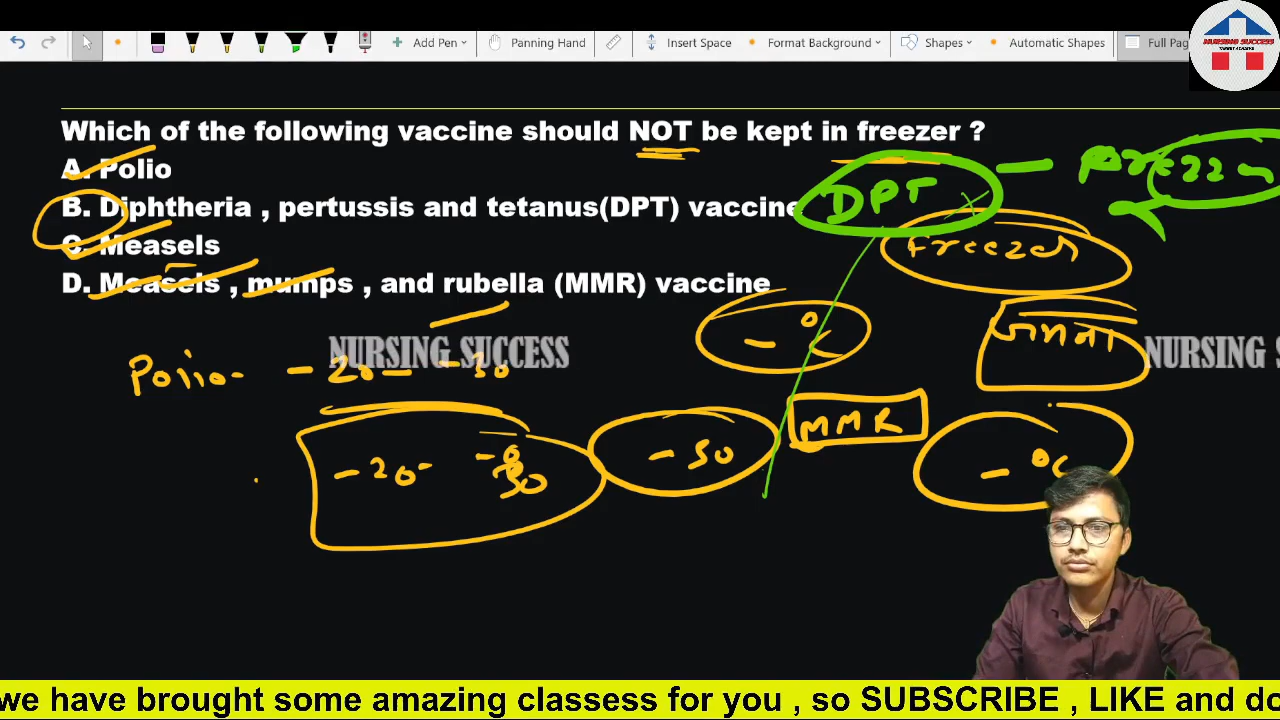 Add Pen
Panning Hand
Insert Space
Format Background
Shapes
Automatic Shapes
Full Pag
NURSING SUCCESS
Which of the following vaccine should NOT be kept in freezer ?
A. Polio
B. Diphtheria , pertussis and tetanus(DPT) vaccine
C. Measels
D. Measels , mumps , and rubella (MMR) vaccine
DPT
freezer
NURSING SUCCESS
NURSING SUCCESS
Polio- -20- -30
- °C
MMR
-20-
-30
-50
- °C
we have brought some amazing classess for you , so SUBSCRIBE , LIKE and do